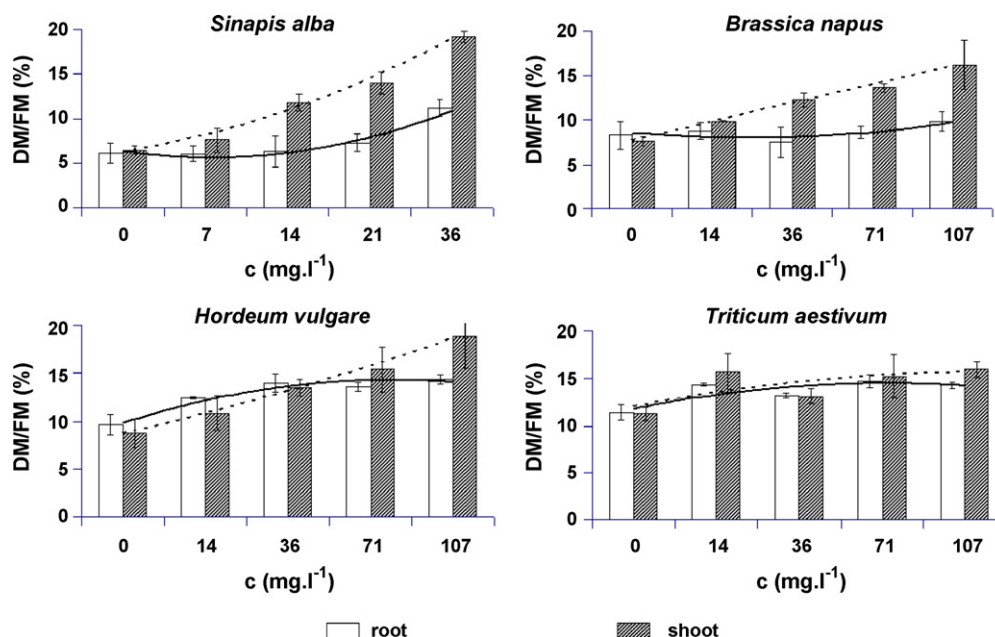 Sinapis alba
DM/FM (%)
20
15
10
5
0
0 7 14 21 36
c (mg.l⁻¹)
Brassica napus
DM/FM (%)
20
15
10
5
0
0 14 36 71 107
c (mg.l⁻¹)
Hordeum vulgare
DM/FM (%)
20
15
10
5
0
0 14 36 71 107
c (mg.l⁻¹)
Triticum aestivum
DM/FM (%)
20
15
10
5
0
0 14 36 71 107
c (mg.l⁻¹)
root shoot